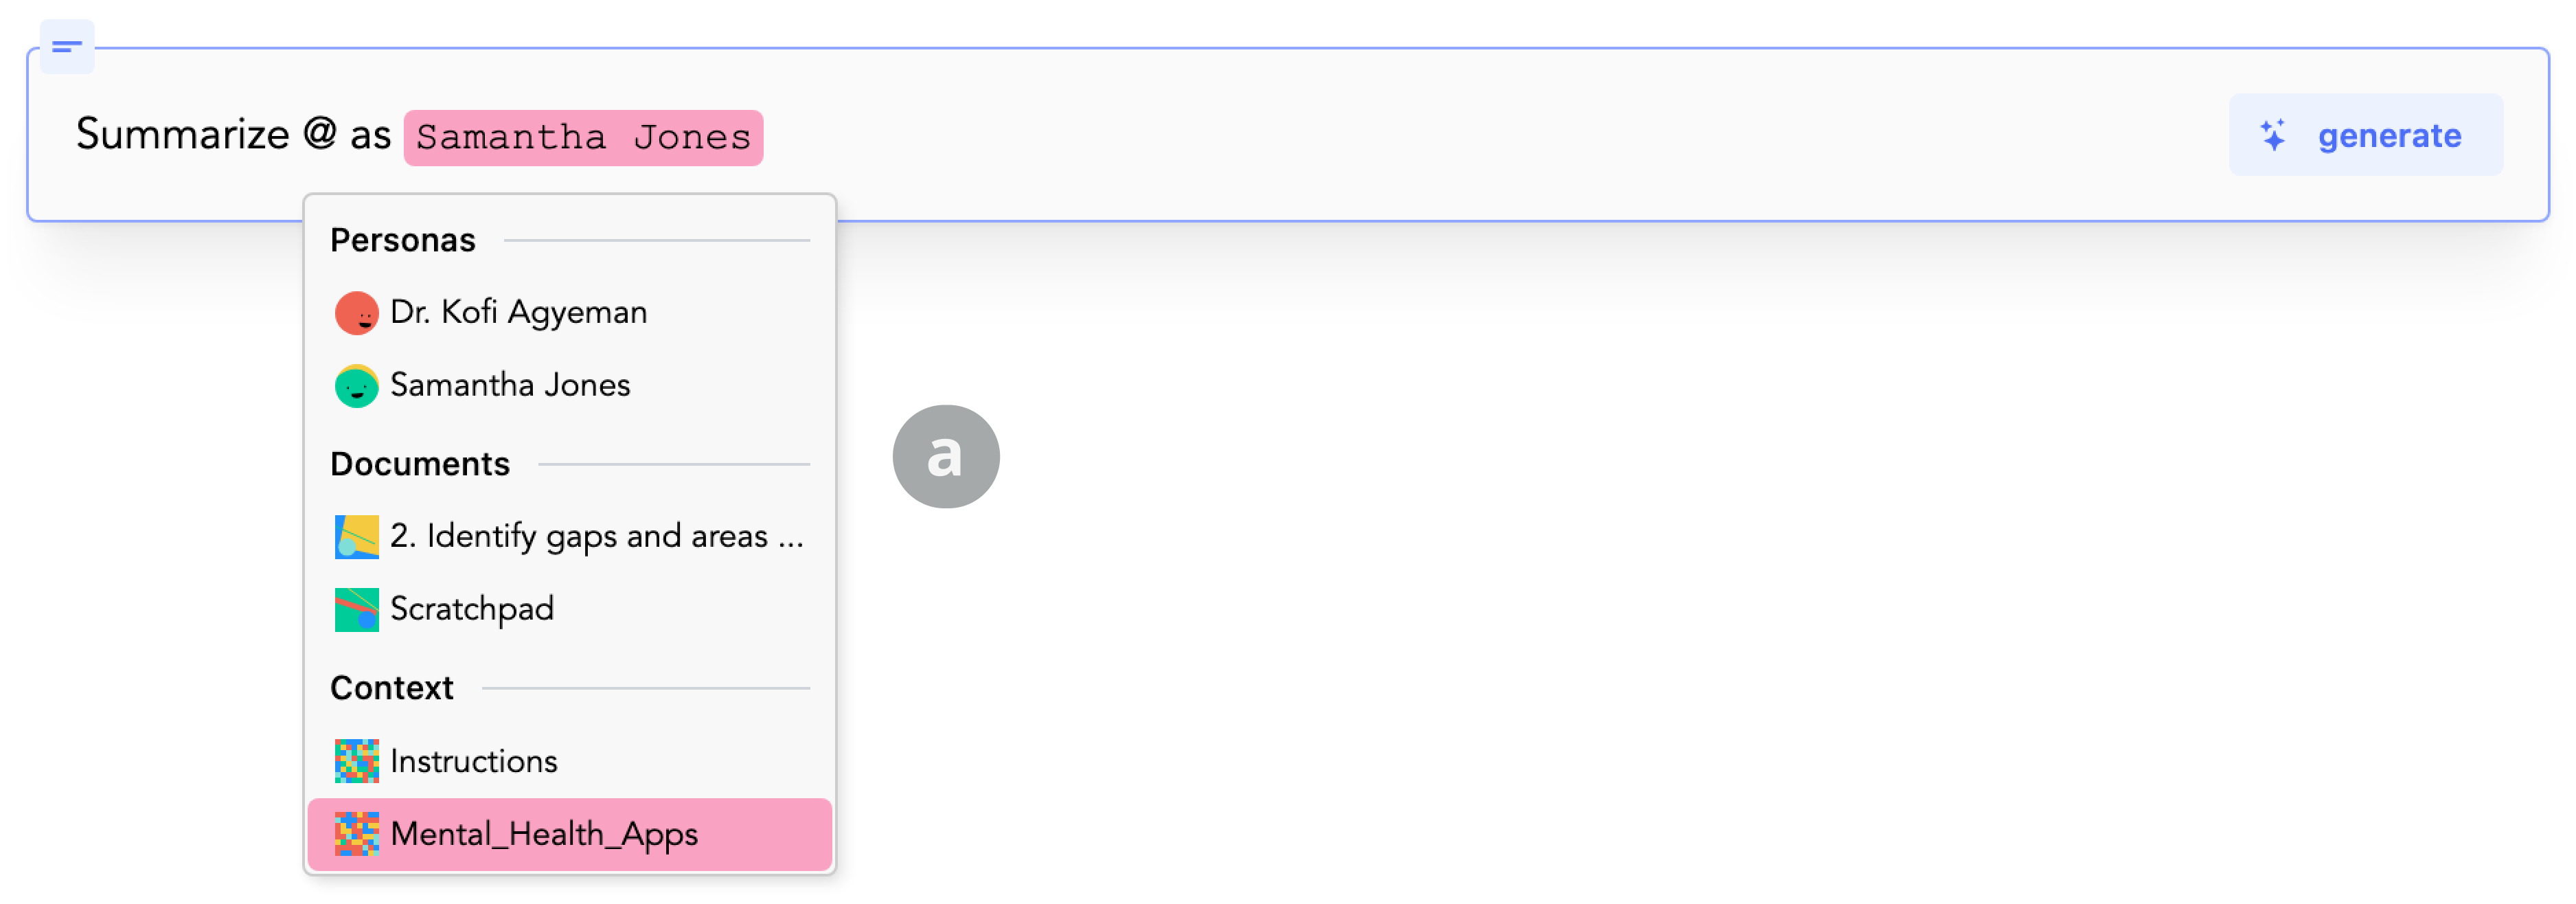 Summarize @ as Samantha Jones
generate
Personas
Dr. Kofi Agyeman
Samantha Jones
Documents
2. Identify gaps and areas ...
Scratchpad
Context
Instructions
Mental_Health_Apps
a